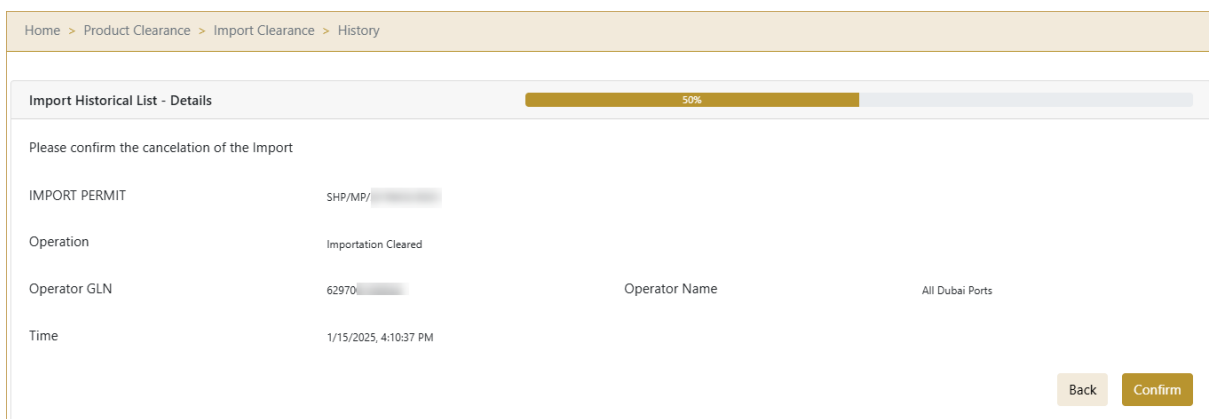 Home > Product Clearance > Import Clearance > History
Import Historical List - Details 50%
Please confirm the cancelation of the Import
IMPORT PERMIT SHP/MP/
Operation Importation Cleared
Operator GLN 62970 Operator Name All Dubai Ports
Time 1/15/2025, 4:10:37 PM
Back Confirm